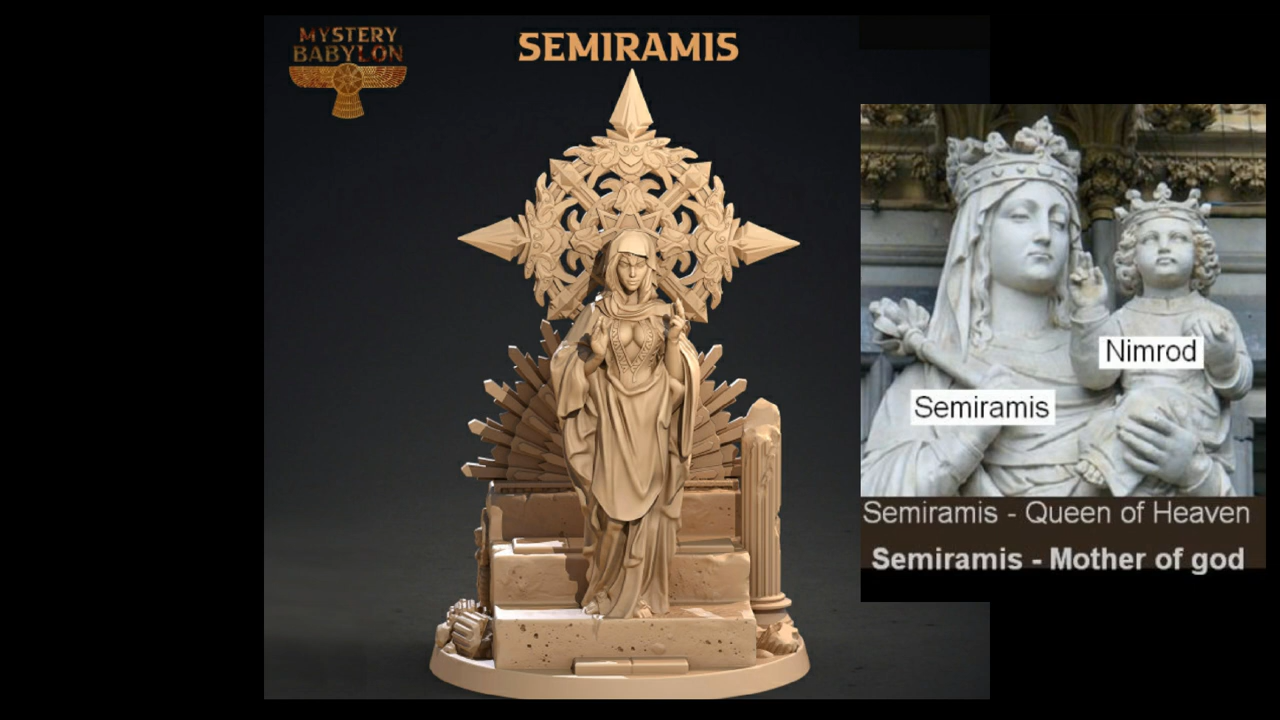 MYSTERY
BABYLON
SEMIRAMIS
Nimrod
Semiramis
Semiramis - Queen of Heaven
Semiramis - Mother of god